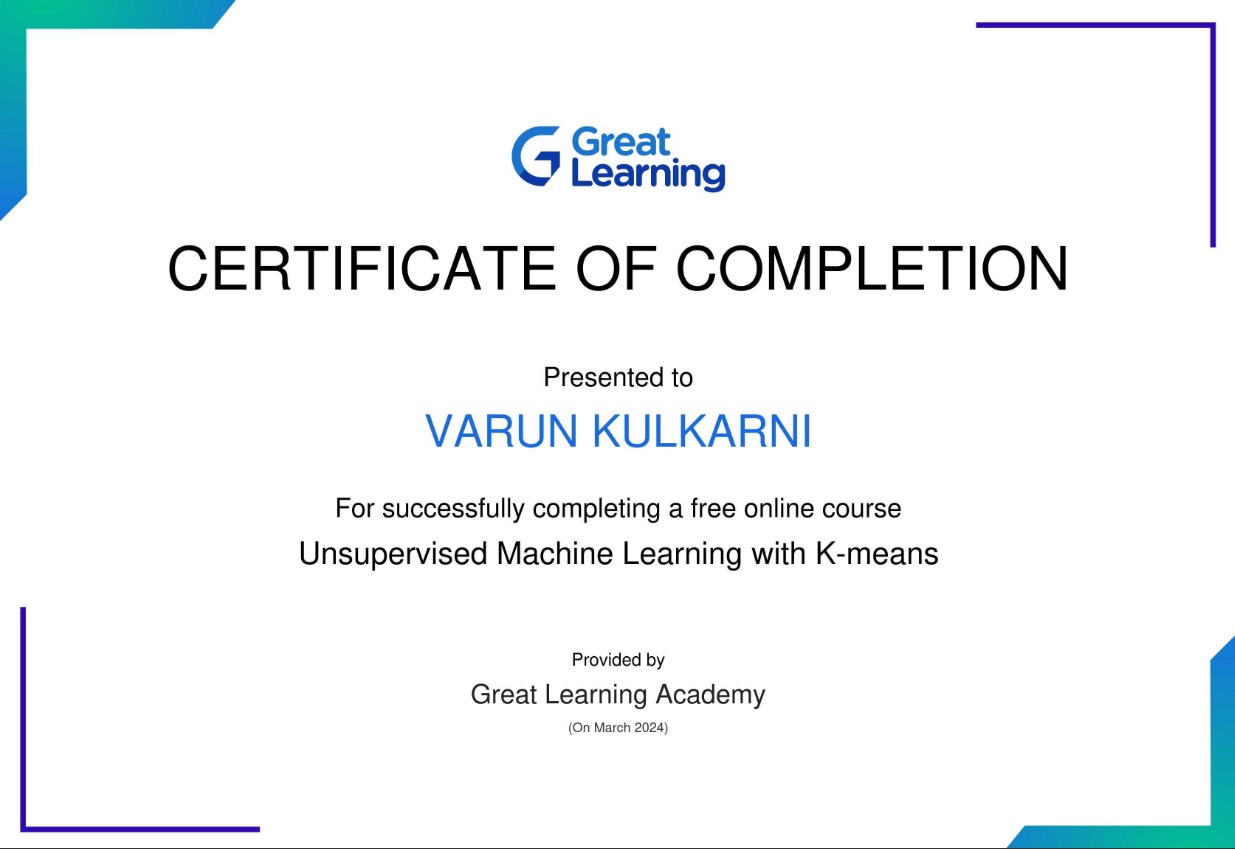 Great
Learning
CERTIFICATE OF COMPLETION
Presented to
VARUN KULKARNI
For successfully completing a free online course
Unsupervised Machine Learning with K-means
Provided by
Great Learning Academy
(On March 2024)